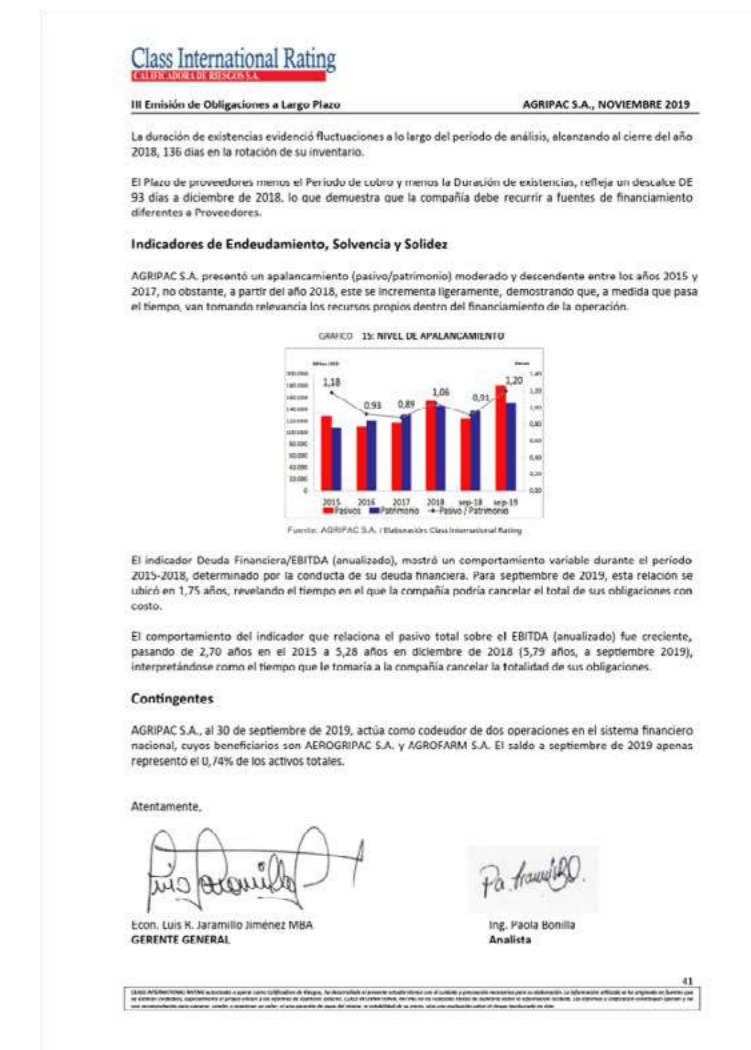 Class International Rating
CALIFICADORA DE RIESGOS S.A.
III Emisión de Obligaciones a Largo Plazo AGRIPAC S.A., NOVIEMBRE 2019
La duración de existencias evidenció fluctuaciones a lo largo del período de análisis, alcanzando al cierre del año
2018, 136 días en la rotación de su inventario.
El Plazo de proveedores menos el Periodo de cobro y menos la Duración de existencias, refleja un descalce DE
93 días a diciembre de 2018, lo que demuestra que la compañía debe recurrir a fuentes de financiamiento
diferentes a Proveedores.
Indicadores de Endeudamiento, Solvencia y Solidez
AGRIPAC S.A. presentó un apalancamiento (pasivo/patrimonio) moderado y descendente entre los años 2015 y
2017, no obstante, a partir del año 2018, este se incrementa ligeramente, demostrando que, a medida que pasa
el tiempo, van tomando relevancia los recursos propios dentro del financiamiento de la operación.
GRAFICO 15: NIVEL DE APALANCAMIENTO
1,18 0,93 0,89 1,06 0,91 1,20
2015 2016 2017 2018 sep-18 sep-19
Pasivos Patrimonio Pasivo / Patrimonio
Fuente: AGRIPAC S.A. / Elaboración: Class International Rating
El indicador Deuda Financiera/EBITDA (anualizado), mostró un comportamiento variable durante el período
2015-2018, determinado por la conducta de su deuda financiera. Para septiembre de 2019, esta relación se
ubicó en 1,75 años, revelando el tiempo en el que la compañía podría cancelar el total de sus obligaciones con
costo.
El comportamiento del indicador que relaciona el pasivo total sobre el EBITDA (anualizado) fue creciente,
pasando de 2,70 años en el 2015 a 5,28 años en diciembre de 2018 (5,79 años, a septiembre 2019),
interpretándose como el tiempo que le tomaría a la compañía cancelar la totalidad de sus obligaciones.
Contingentes
AGRIPAC S.A., al 30 de septiembre de 2019, actúa como codeudor de dos operaciones en el sistema financiero
nacional, cuyos beneficiarios son AEROGRIPAC S.A. y AGROFARM S.A. El saldo a septiembre de 2019 apenas
representó el 0,74% de los activos totales.
Atentamente,
Econ. Luis R. Jaramillo Jiménez MBA Ing. Paola Bonilla
GERENTE GENERAL Analista
41